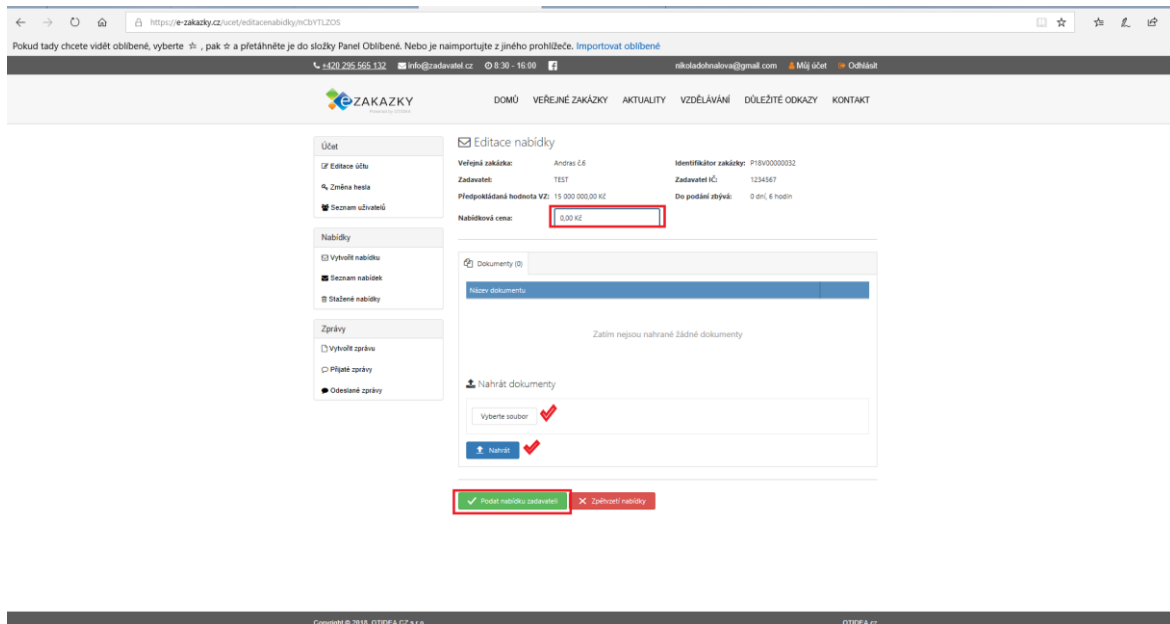 https://e-zakazky.cz/ucet/editacenabidky/nCbYTLZOS
Pokud tady chcete vidět oblíbené, vyberte ☆ , pak ☆ a přetáhněte je do složky Panel Oblíbené. Nebo je naimportujte z jiného prohlížeče. Importovat oblíbené
+420 295 565 132 info@zadavatel.cz 8:30 - 16:00 nikoladohnalova@gmail.com Můj účet Odhlásit
eZAKAZKY
DOMŮ VEŘEJNÉ ZAKÁZKY AKTUALITY VZDĚLÁVÁNÍ DŮLEŽITÉ ODKAZY KONTAKT
Účet
Editace účtu
Změna hesla
Seznam uživatelů
Nabídky
Vytvořit nabídku
Seznam nabídek
Stažené nabídky
Zprávy
Vytvořit zprávu
Přijaté zprávy
Odeslané zprávy
Editace nabídky
Veřejná zakázka: Andras č.6 Identifikátor zakázky: P18V00000032
Zadavatel: TEST Zadavatel IČ: 1234567
Předpokládaná hodnota VZ: 15 000 000,00 Kč Do podání zbývá: 0 dní, 6 hodin
Nabídková cena: 0,00 Kč
Dokumenty (0)
Název dokumentu
Zatím nejsou nahrané žádné dokumenty
Nahrát dokumenty
Vyberte soubor
Nahrát
Podat nabídku zadavateli Zpětvzetí nabídky
Copyright © 2018, OTIDEA CZ s.r.o. OTIDEA.cz